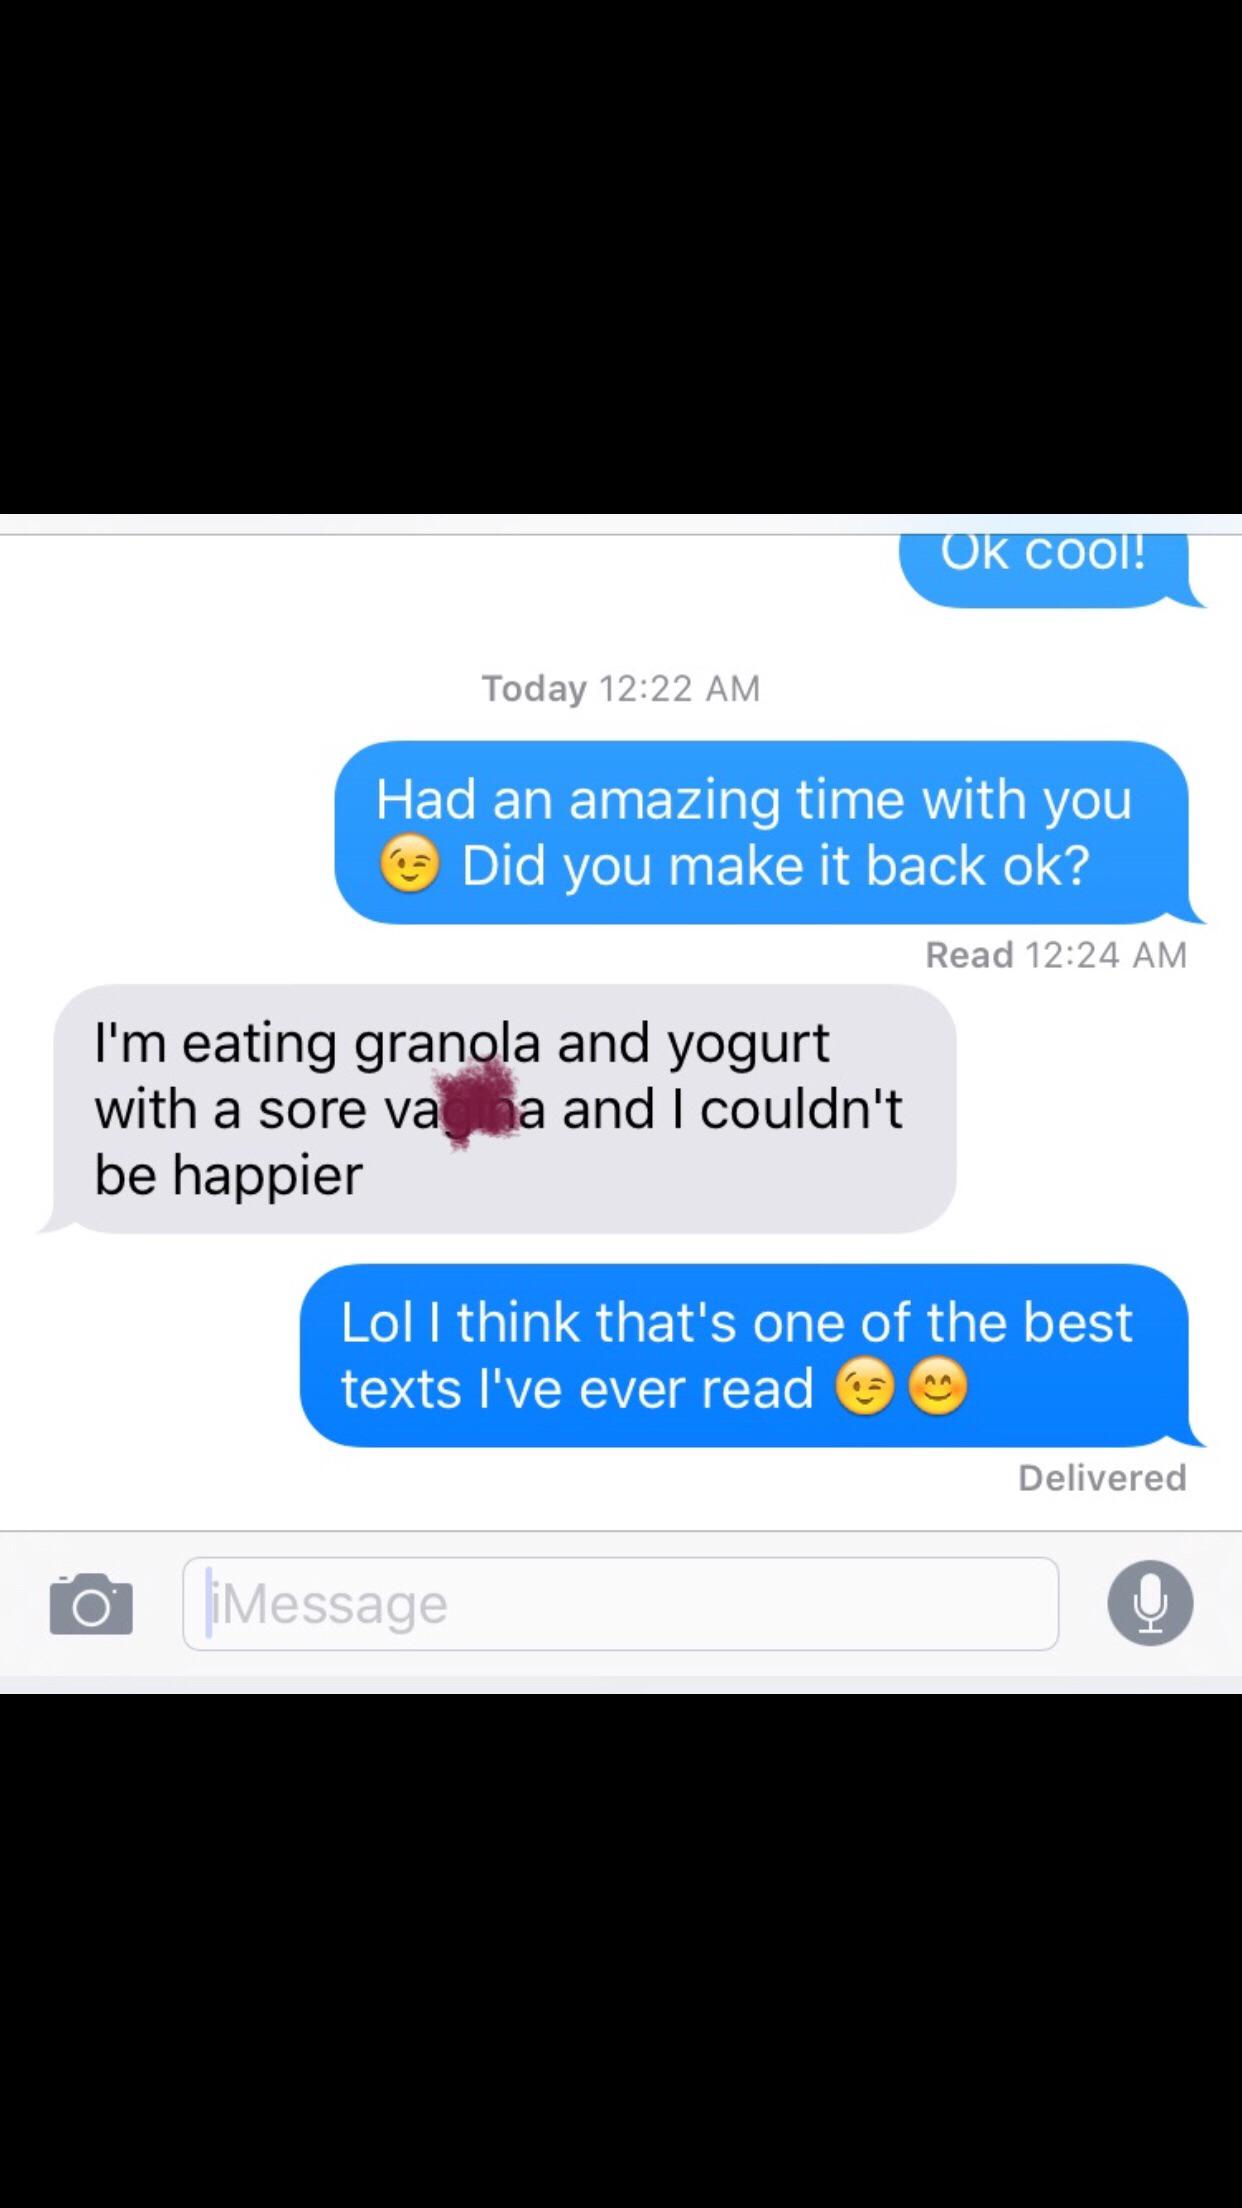 Ok cool!
Today 12:22 AM
Had an amazing time with you
😉 Did you make it back ok?
Read 12:24 AM
I'm eating granola and yogurt
with a sore vagina and I couldn't
be happier
Lol I think that's one of the best
texts I've ever read 😉😊
Delivered
iMessage